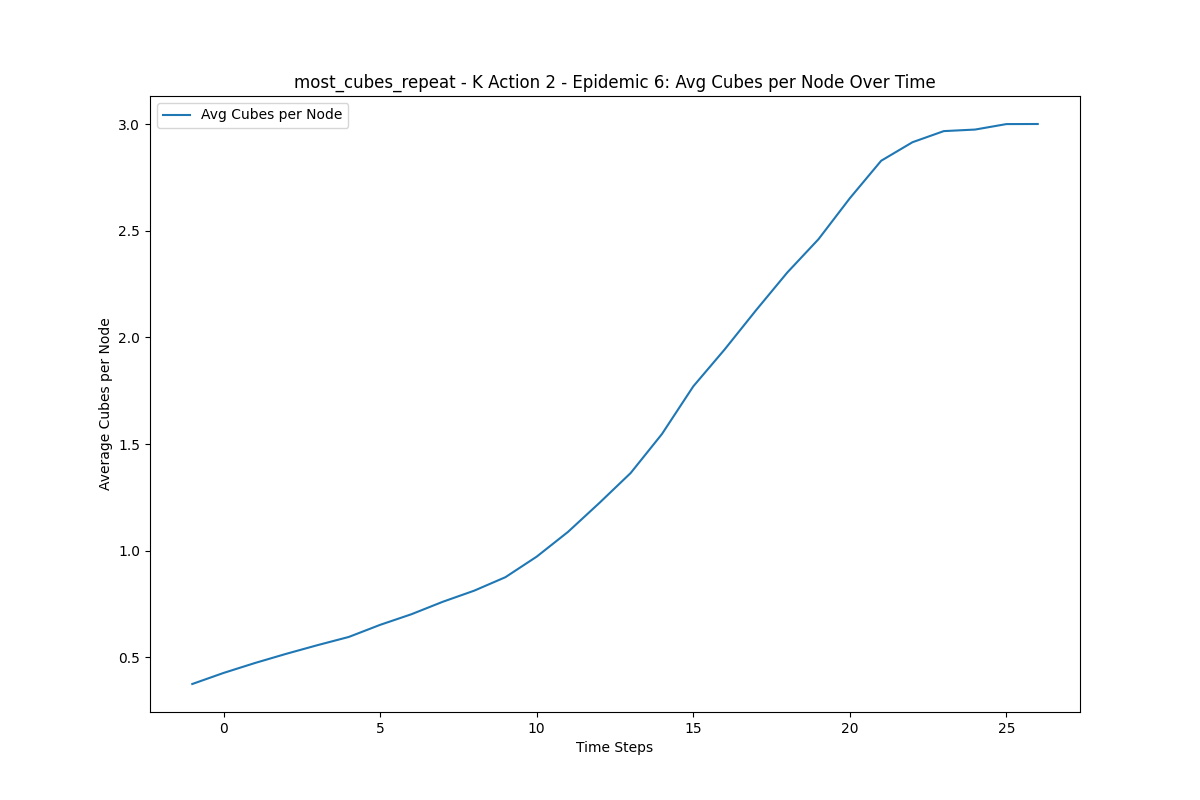 most_cubes_repeat - K Action 2 - Epidemic 6: Avg Cubes per Node Over Time
Avg Cubes per Node
3.0
2.5
2.0
1.5
1.0
0.5
Average Cubes per Node
0 5 10 15 20 25
Time Steps